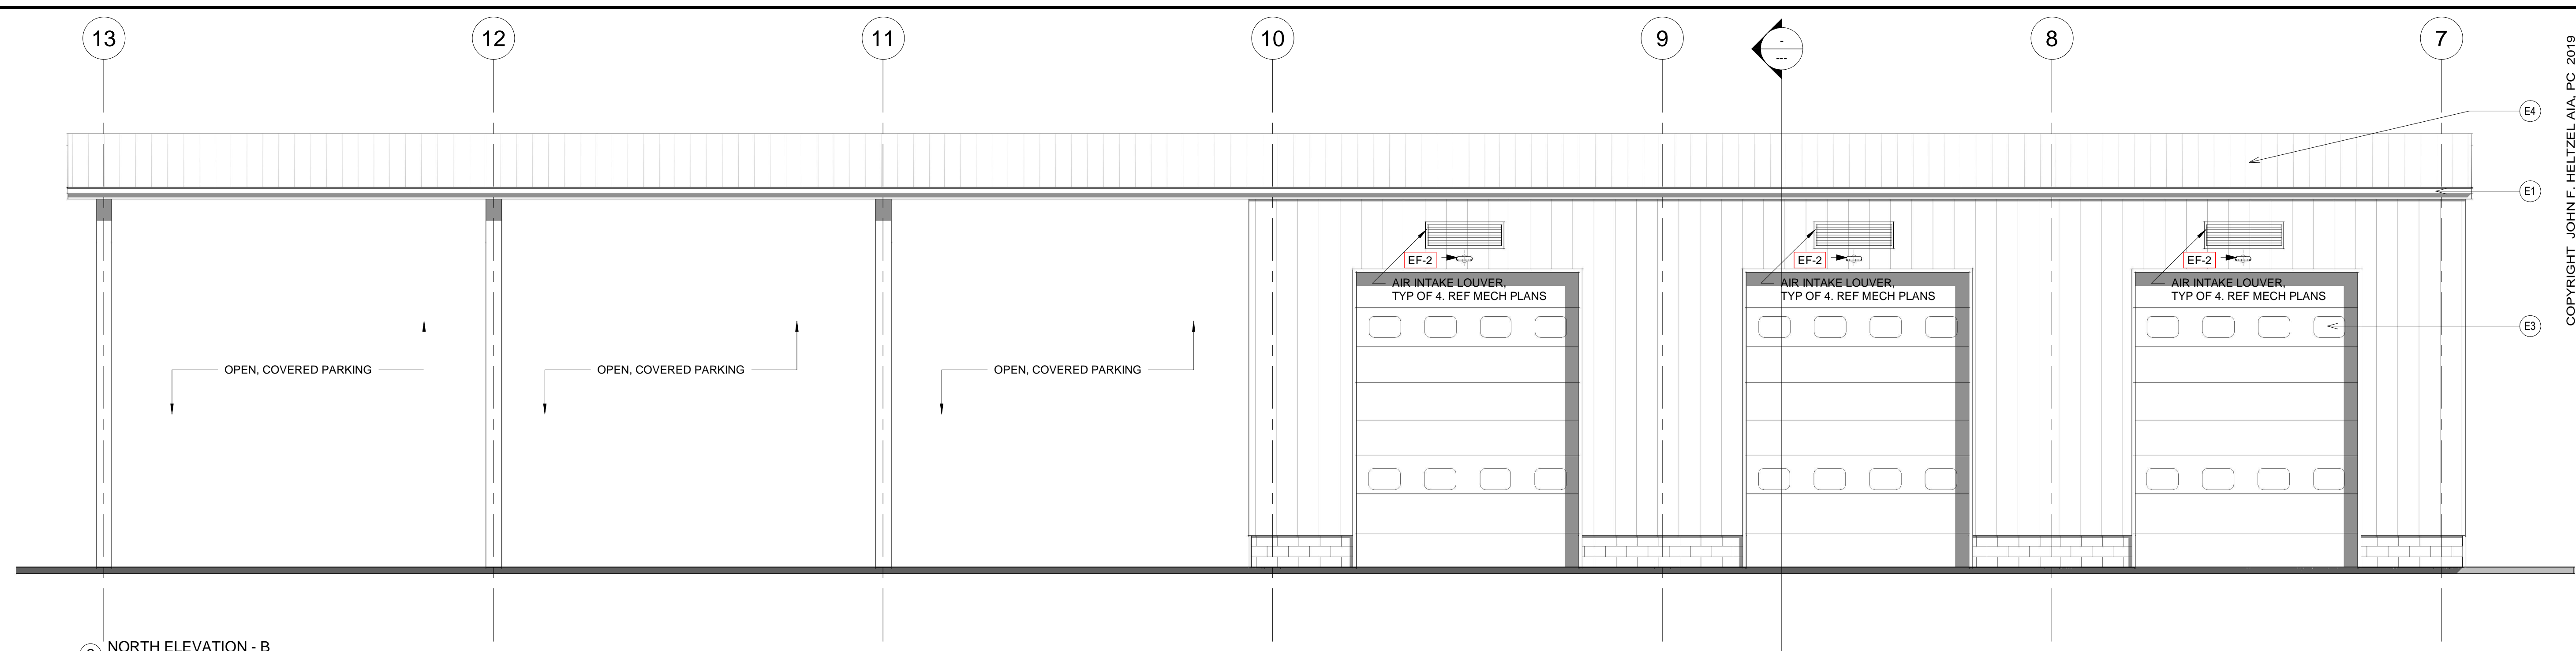 13
12
11
10
9
-
---
8
7
E4
E1
EF-2
EF-2
EF-2
AIR INTAKE LOUVER,
TYP OF 4. REF MECH PLANS
AIR INTAKE LOUVER,
TYP OF 4. REF MECH PLANS
AIR INTAKE LOUVER,
TYP OF 4. REF MECH PLANS
E3
OPEN, COVERED PARKING
OPEN, COVERED PARKING
OPEN, COVERED PARKING
NORTH ELEVATION - B
COPYRIGHT JOHN F. HELTZEL AIA, PC 2019